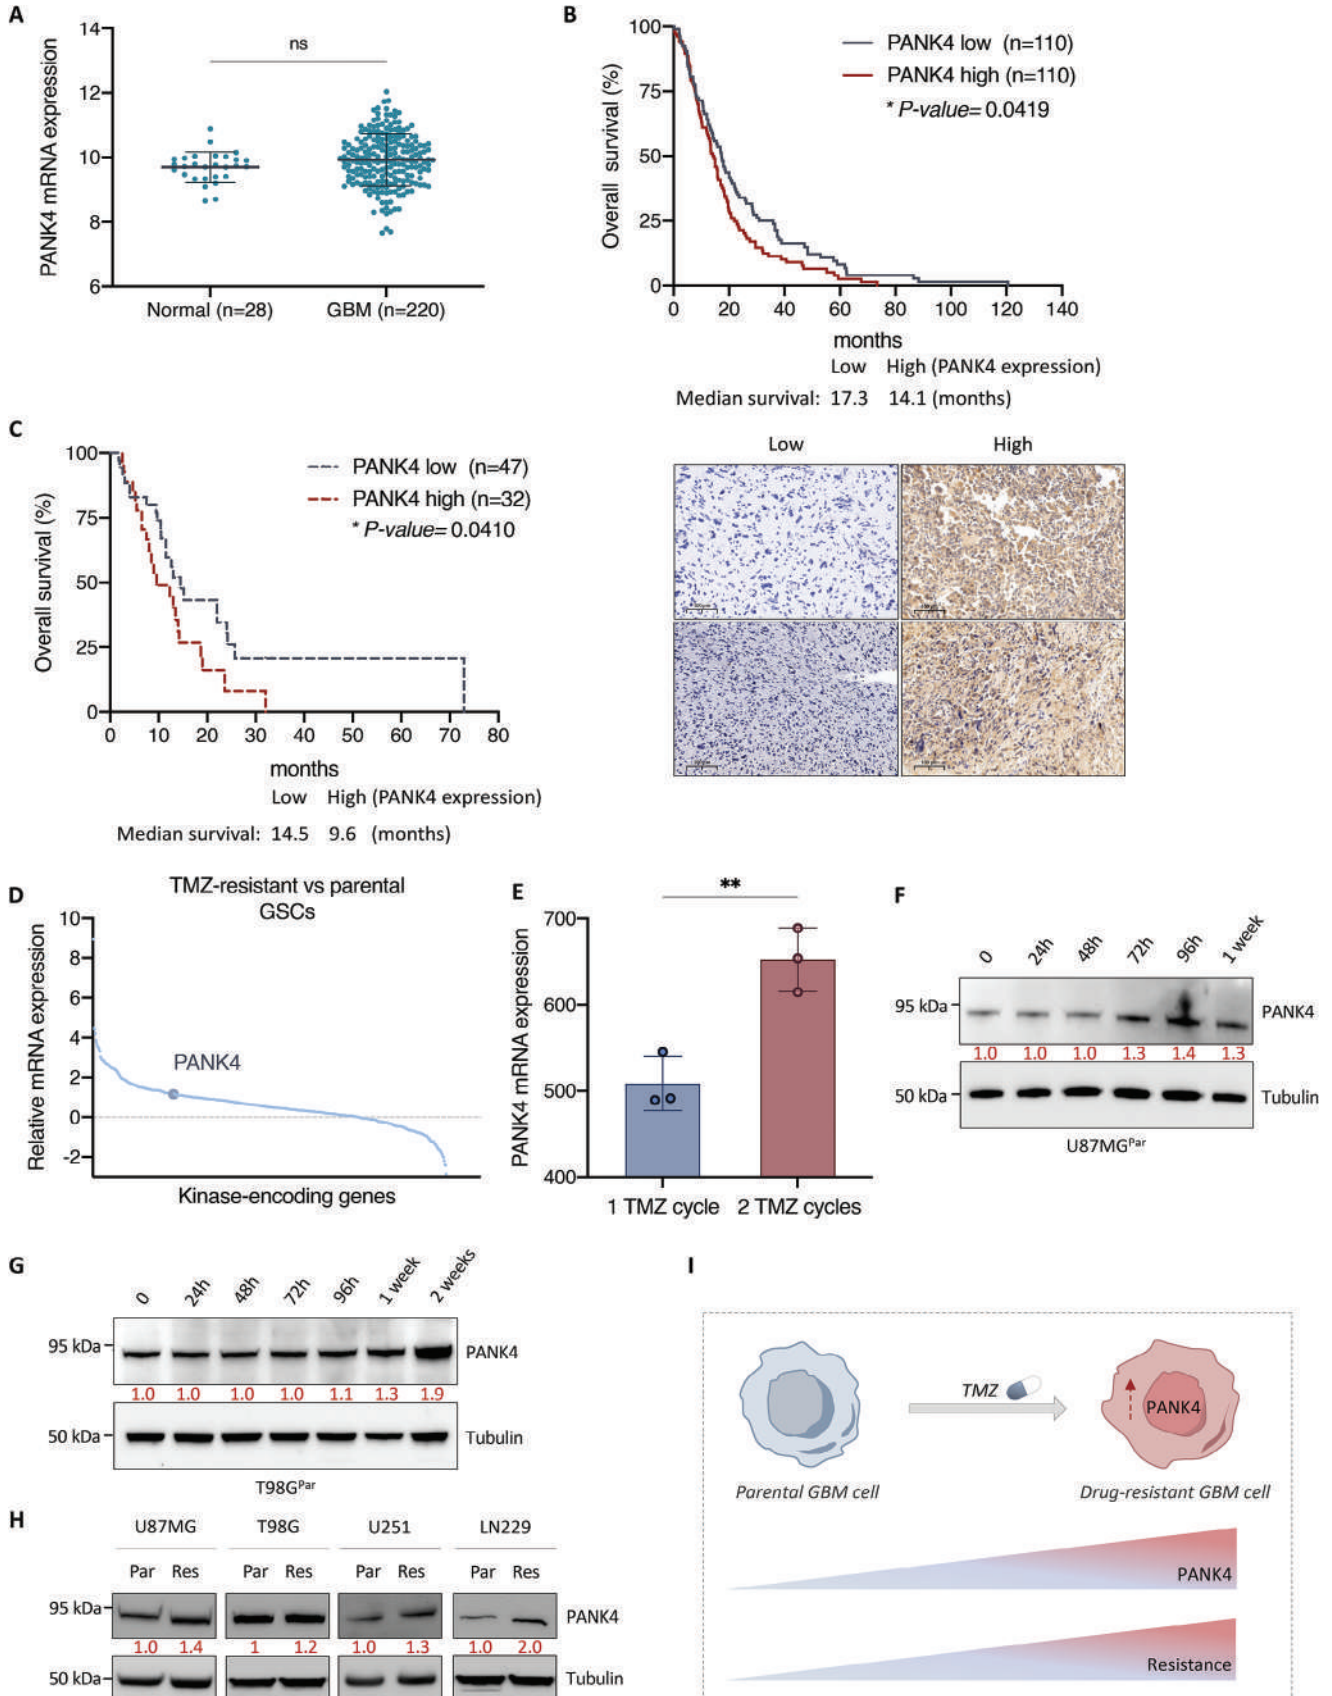 A
PANK4 mRNA expression
14
12
10
8
6
ns
Normal (n=28)
GBM (n=220)
B
Overall survival (%)
100
75
50
25
0
PANK4 low (n=110)
PANK4 high (n=110)
* P-value= 0.0419
0 20 40 60 80 100 120 140
months
Low High (PANK4 expression)
Median survival: 17.3 14.1 (months)
C
Overall survival (%)
100
75
50
25
0
PANK4 low (n=47)
PANK4 high (n=32)
* P-value= 0.0410
0 10 20 30 40 50 60 70 80
months
Low High (PANK4 expression)
Median survival: 14.5 9.6 (months)
Low High
D
TMZ-resistant vs parental
GSCs
Relative mRNA expression
10
8
6
4
2
0
-2
PANK4
Kinase-encoding genes
E
PANK4 mRNA expression
700
600
500
400
**
1 TMZ cycle 2 TMZ cycles
F
0 24h 48h 72h 96h 1 week
95 kDa PANK4
1.0 1.0 1.0 1.3 1.4 1.3
50 kDa Tubulin
U87MGPar
G
0 24h 48h 72h 96h 1 week 2 weeks
95 kDa PANK4
1.0 1.0 1.0 1.0 1.1 1.3 1.9
50 kDa Tubulin
T98GPar
H
U87MG T98G U251 LN229
Par Res Par Res Par Res Par Res
95 kDa PANK4
1.0 1.4 1 1.2 1.0 1.3 1.0 2.0
50 kDa Tubulin
I
TMZ
PANK4
Parental GBM cell
Drug-resistant GBM cell
PANK4
Resistance